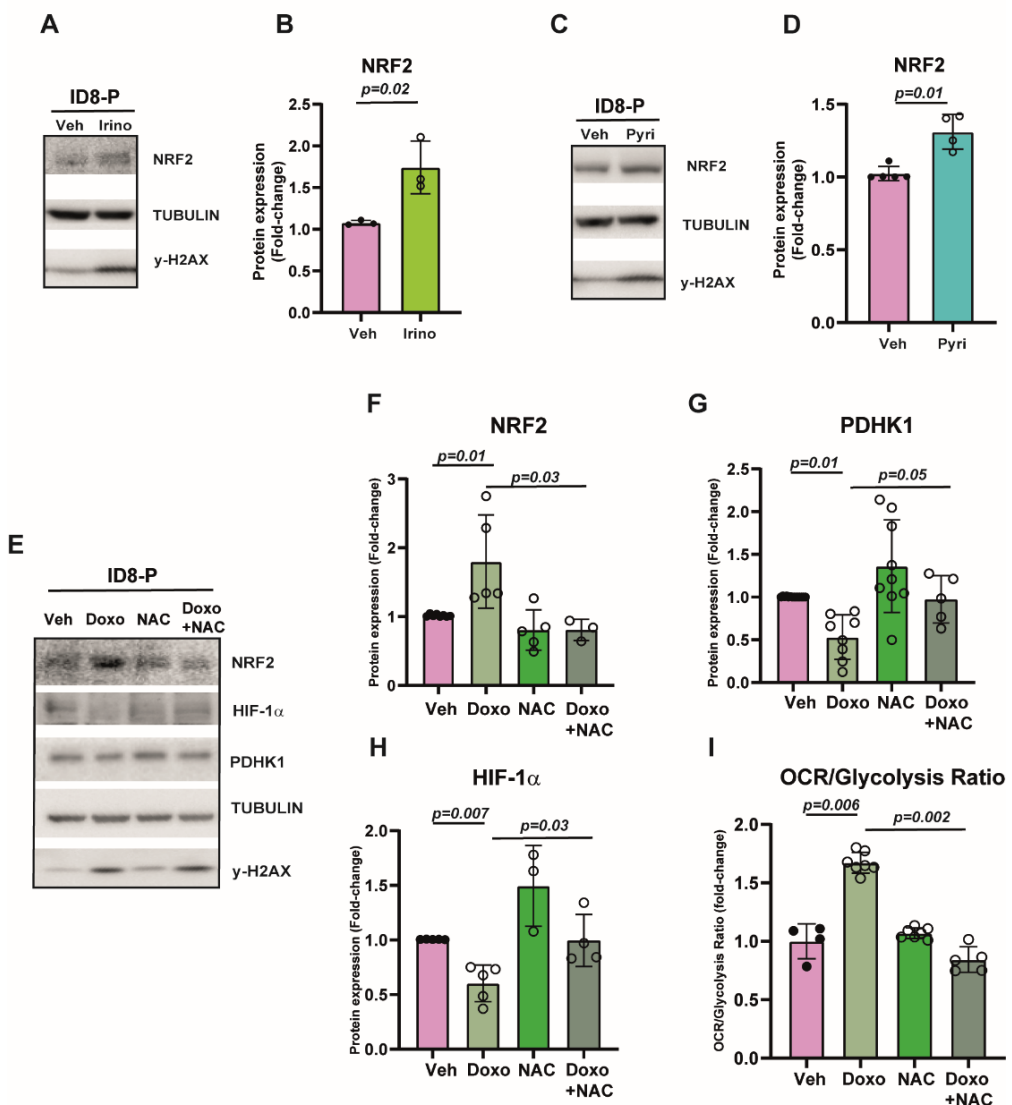 A
ID8-P
Veh Irino
NRF2
TUBULIN
y-H2AX
B
NRF2
p=0.02
Protein expression
(Fold-change)
2.5
2.0
1.5
1.0
0.5
0.0
Veh Irino
C
ID8-P
Veh Pyri
NRF2
TUBULIN
y-H2AX
D
NRF2
p=0.01
Protein expression
(Fold-change)
1.5
1.0
0.5
0.0
Veh Pyri
E
ID8-P
Veh Doxo NAC Doxo
+NAC
NRF2
HIF-1α
PDHK1
TUBULIN
y-H2AX
F
NRF2
p=0.01
p=0.03
Protein expression (Fold-change)
3
2
1
0
Veh Doxo NAC Doxo
+NAC
G
PDHK1
p=0.01
p=0.05
Protein expression (Fold-change)
2.5
2.0
1.5
1.0
0.5
0.0
Veh Doxo NAC Doxo
+NAC
H
HIF-1α
p=0.007
p=0.03
Protein expression (Fold-change)
2.0
1.5
1.0
0.5
0.0
Veh Doxo NAC Doxo
+NAC
I
OCR/Glycolysis Ratio
p=0.006
p=0.002
OCR/Glycolysis Ratio (fold-change)
2.0
1.5
1.0
0.5
0.0
Veh Doxo NAC Doxo
+NAC